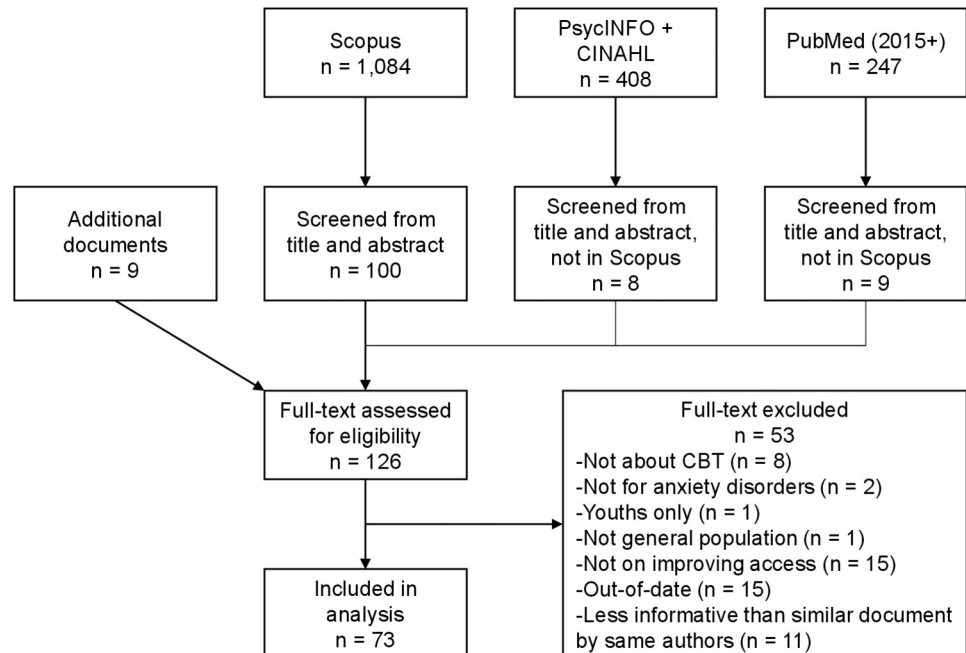 Scopus
n = 1,084
PsycINFO +
CINAHL
n = 408
PubMed (2015+)
n = 247
Additional
documents
n = 9
Screened from
title and abstract
n = 100
Screened from
title and abstract,
not in Scopus
n = 8
Screened from
title and abstract,
not in Scopus
n = 9
Full-text assessed
for eligibility
n = 126
Full-text excluded
n = 53
-Not about CBT (n = 8)
-Not for anxiety disorders (n = 2)
-Youths only (n = 1)
-Not general population (n = 1)
-Not on improving access (n = 15)
-Out-of-date (n = 15)
-Less informative than similar document
by same authors (n = 11)
Included in
analysis
n = 73